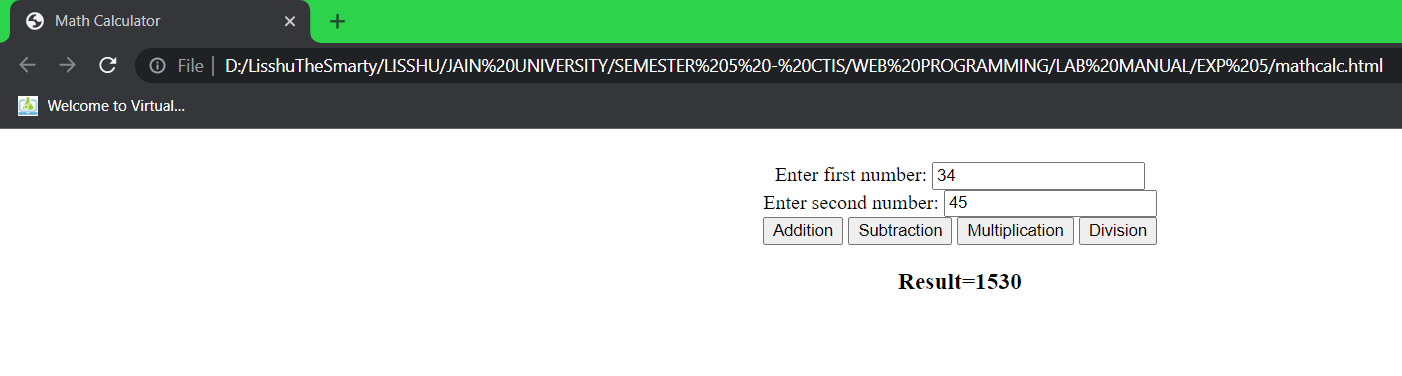 Math Calculator
File | D:/LisshuTheSmarty/LISSHU/JAIN%20UNIVERSITY/SEMESTER%205%20-%20CTIS/WEB%20PROGRAMMING/LAB%20MANUAL/EXP%205/mathcalc.html
Welcome to Virtual...
Enter first number: 34
Enter second number: 45
Addition Subtraction Multiplication Division
Result=1530